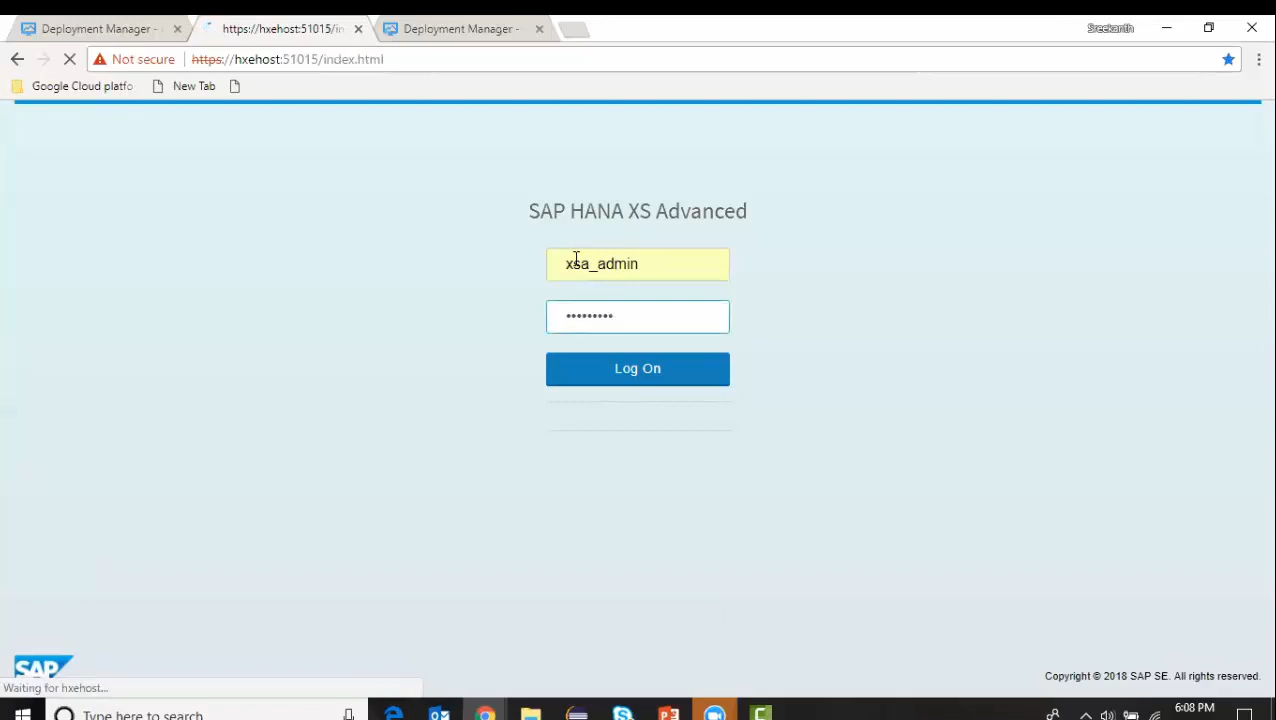 Deployment Manager -
https://hxehost:51015/in
Deployment Manager -
Sreekanth
Not secure
https://hxehost:51015/index.html
Google Cloud platfo
New Tab
SAP HANA XS Advanced
xsa_admin
•••••••••
Log On
SAP
Copyright © 2018 SAP SE. All rights reserved.
Waiting for hxehost...
Type here to search
6:08 PM